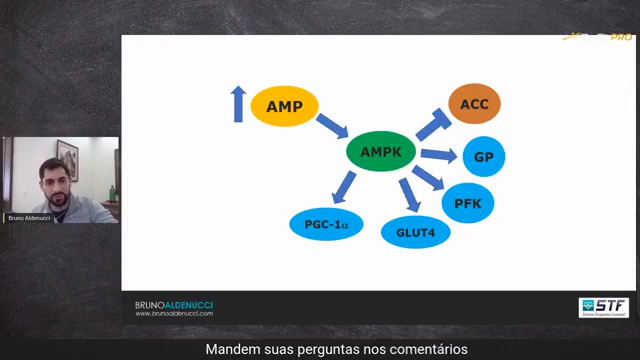 PRO
AMP
ACC
AMPK
GP
PFK
PGC-1α
GLUT4
Bruno Aldenucci
BRUNOALDENUCCI
www.brunoaldenucci.com
STF
Mandem suas perguntas nos comentários